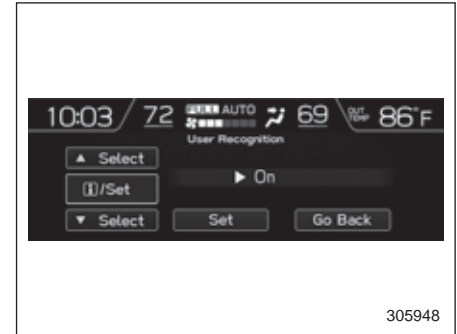 10:03 72 FULL AUTO 69 OUT TEMP 86°F
User Recognition
▲ Select
▶ On
i/Set
▼ Select Set Go Back
305948